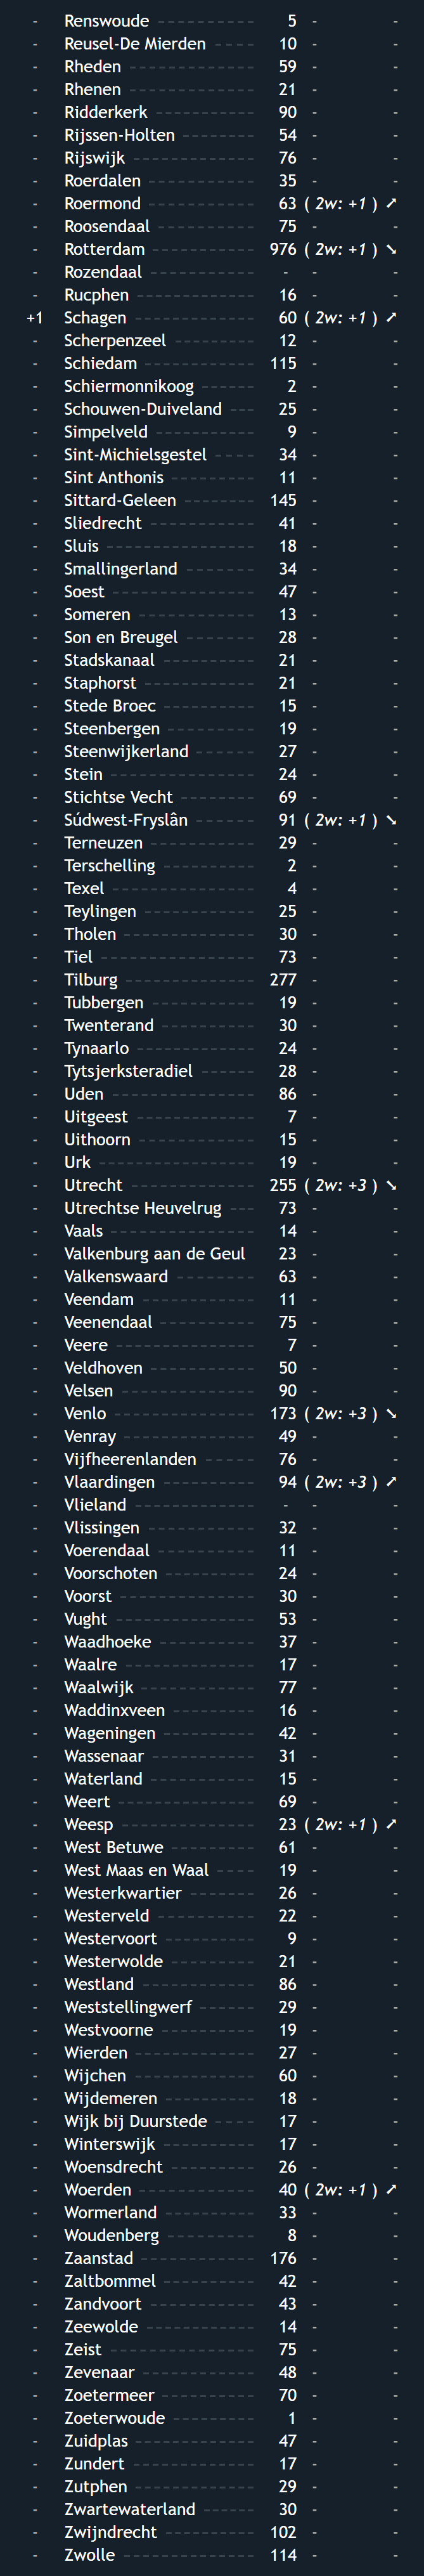 - Renswoude ----------- 5 - -
- Reusel-De Mierden ----- 10 - -
- Rheden --------------- 59 - -
- Rhenen --------------- 21 - -
- Ridderkerk ----------- 90 - -
- Rijssen-Holten -------- 54 - -
- Rijswijk -------------- 76 - -
- Roerdalen ------------ 35 - -
- Roermond ------------ 63 ( 2w: +1 ) ➚
- Roosendaal ----------- 75 - -
- Rotterdam ----------- 976 ( 2w: +1 ) ➘
- Rozendaal ------------ - - -
- Rucphen ------------- 16 - -
+1 Schagen ------------- 60 ( 2w: +1 ) ➚
- Scherpenzeel --------- 12 - -
- Schiedam ------------ 115 - -
- Schiermonnikoog ------ 2 - -
- Schouwen-Duiveland --- 25 - -
- Simpelveld ----------- 9 - -
- Sint-Michielsgestel ----- 34 - -
- Sint Anthonis ---------- 11 - -
- Sittard-Geleen -------- 145 - -
- Sliedrecht ------------ 41 - -
- Sluis ----------------- 18 - -
- Smallingerland -------- 34 - -
- Soest ---------------- 47 - -
- Someren ------------- 13 - -
- Son en Breugel -------- 28 - -
- Stadskanaal ---------- 21 - -
- Staphorst ------------ 21 - -
- Stede Broec ---------- 15 - -
- Steenbergen ---------- 19 - -
- Steenwijkerland ------- 27 - -
- Stein ---------------- 24 - -
- Stichtse Vecht -------- 69 - -
- Súdwest-Fryslân ------- 91 ( 2w: +1 ) ➘
- Terneuzen ------------ 29 - -
- Terschelling ----------- 2 - -
- Texel ---------------- 4 - -
- Teylingen ------------ 25 - -
- Tholen --------------- 30 - -
- Tiel ------------------ 73 - -
- Tilburg -------------- 277 - -
- Tubbergen ------------ 19 - -
- Twenterand ----------- 30 - -
- Tynaarlo ------------- 24 - -
- Tytsjerksteradiel ------ 28 - -
- Uden ---------------- 86 - -
- Uitgeest ------------- 7 - -
- Uithoorn ------------- 15 - -
- Urk ------------------ 19 - -
- Utrecht -------------- 255 ( 2w: +3 ) ➘
- Utrechtse Heuvelrug --- 73 - -
- Vaals ---------------- 14 - -
- Valkenburg aan de Geul 23 - -
- Valkenswaard --------- 63 - -
- Veendam ------------- 11 - -
- Veenendaal ----------- 75 - -
- Veere ---------------- 7 - -
- Veldhoven ------------ 50 - -
- Velsen --------------- 90 - -
- Venlo ---------------- 173 ( 2w: +3 ) ➘
- Venray --------------- 49 - -
- Vijfheerenlanden ------ 76 - -
- Vlaardingen ----------- 94 ( 2w: +3 ) ➚
- Vlieland -------------- - - -
- Vlissingen ------------ 32 - -
- Voerendaal ----------- 11 - -
- Voorschoten ---------- 24 - -
- Voorst --------------- 30 - -
- Vught ---------------- 53 - -
- Waadhoeke ----------- 37 - -
- Waalre --------------- 17 - -
- Waalwijk ------------- 77 - -
- Waddinxveen ---------- 16 - -
- Wageningen ----------- 42 - -
- Wassenaar ------------ 31 - -
- Waterland ------------ 15 - -
- Weert ---------------- 69 - -
- Weesp --------------- 23 ( 2w: +1 ) ➚
- West Betuwe ---------- 61 - -
- West Maas en Waal ----- 19 - -
- Westerkwartier -------- 26 - -
- Westerveld ----------- 22 - -
- Westervoort ---------- 9 - -
- Westerwolde ---------- 21 - -
- Westland ------------- 86 - -
- Weststellingwerf ------ 29 - -
- Westvoorne ----------- 19 - -
- Wierden -------------- 27 - -
- Wijchen -------------- 60 - -
- Wijdemeren ----------- 18 - -
- Wijk bij Duurstede ----- 17 - -
- Winterswijk ----------- 17 - -
- Woensdrecht ---------- 26 - -
- Woerden ------------- 40 ( 2w: +1 ) ➚
- Wormerland ---------- 33 - -
- Woudenberg ---------- 8 - -
- Zaanstad ------------- 176 - -
- Zaltbommel ----------- 42 - -
- Zandvoort ------------ 43 - -
- Zeewolde ------------ 14 - -
- Zeist ---------------- 75 - -
- Zevenaar ------------- 48 - -
- Zoetermeer ----------- 70 - -
- Zoeterwoude ---------- 1 - -
- Zuidplas ------------- 47 - -
- Zundert -------------- 17 - -
- Zutphen -------------- 29 - -
- Zwartewaterland ------ 30 - -
- Zwijndrecht ---------- 102 - -
- Zwolle --------------- 114 - -